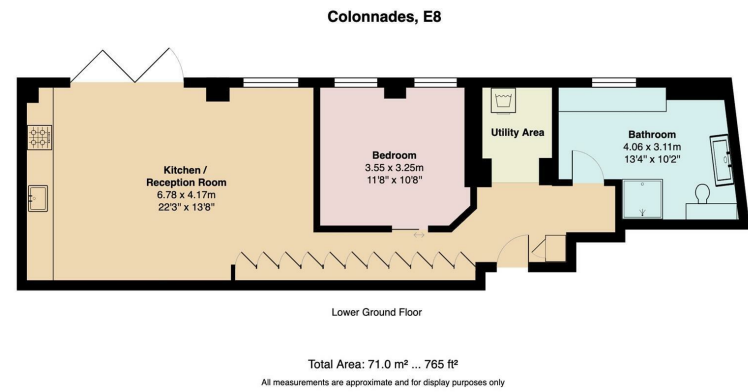 Colonnades, E8
Kitchen /
Reception Room
6.78 x 4.17m
22'3" x 13'8"
Bedroom
3.55 x 3.25m
11'8" x 10'8"
Utility Area
Bathroom
4.06 x 3.11m
13'4" x 10'2"
Lower Ground Floor
Total Area: 71.0 m² ... 765 ft²
All measurements are approximate and for display purposes only